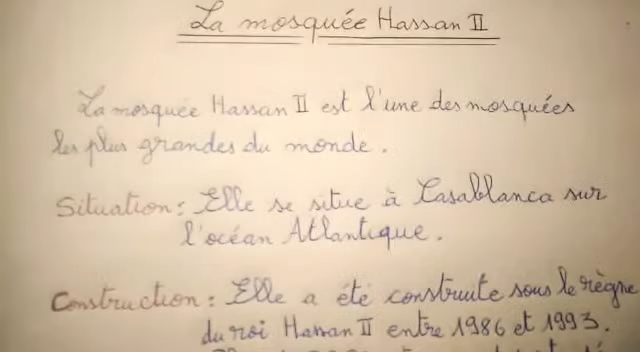 La mosquée Hassan II
La mosquée Hassan II est l'une des mosquées
les plus grandes du monde.
Situation : Elle se situe à Casablanca sur
l'océan Atlantique.
Construction : Elle a été construite sous le règne
du roi Hassan II entre 1986 et 1993.